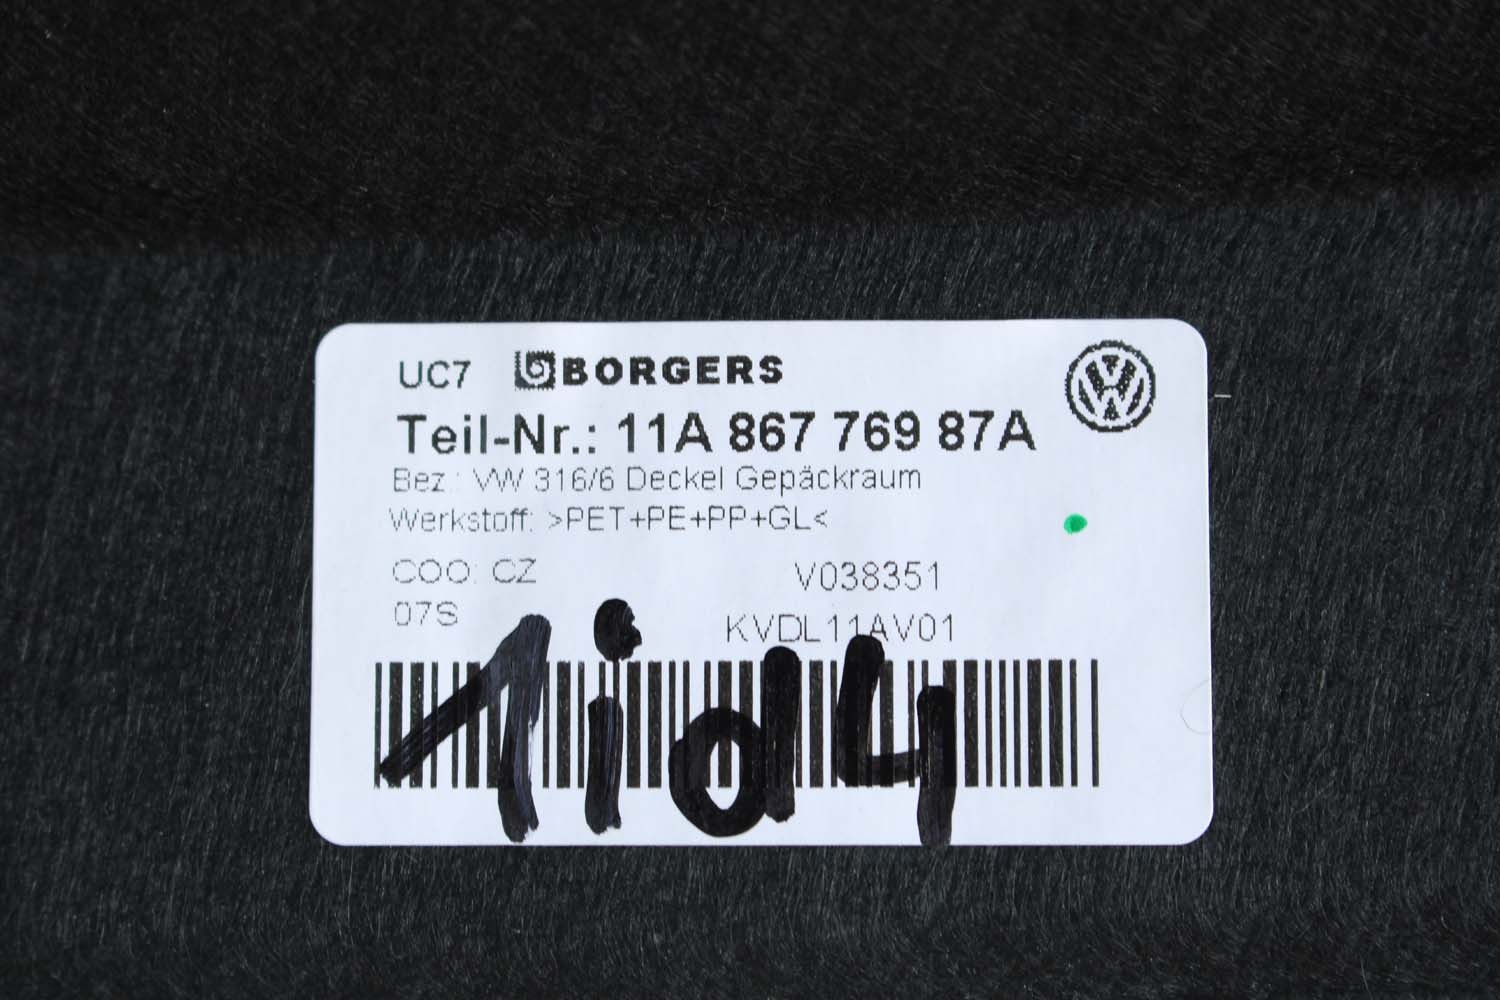 UC7 BORGERS
Teil-Nr.: 11A 867 769 87A
Bez.: VW 316/6 Deckel Gepäckraum
Werkstoff: >PET+PE+PP+GL<
COO: CZ V038351
07S KVDL11AV01
1id4